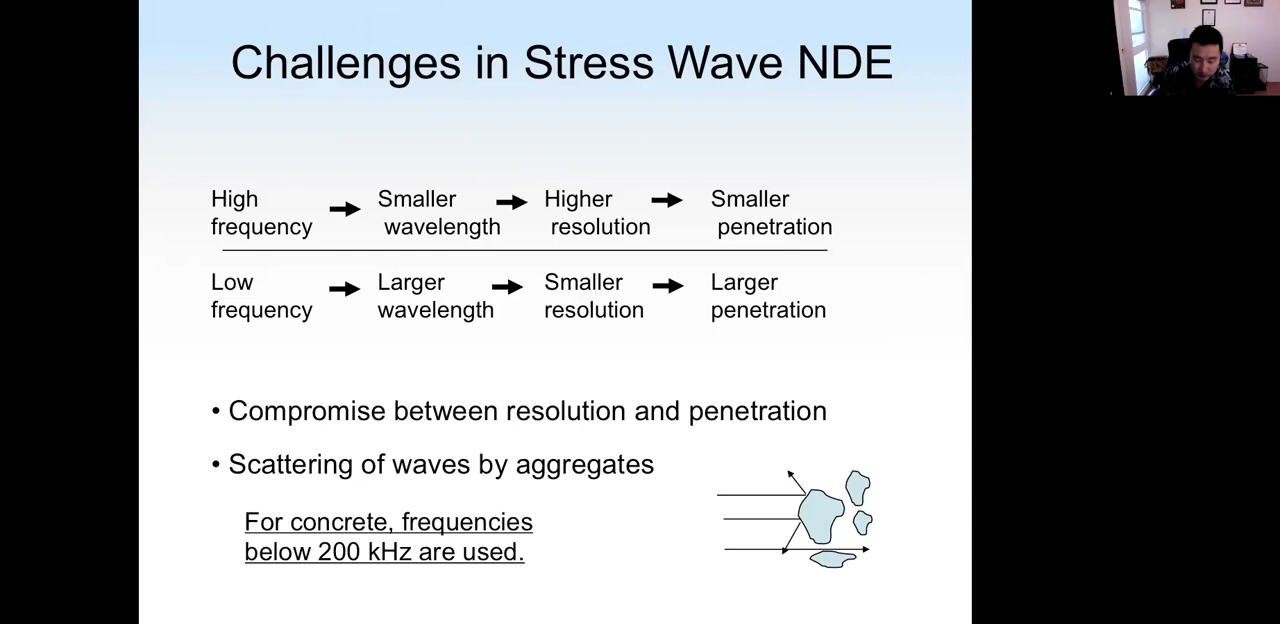 Challenges in Stress Wave NDE
High Smaller Higher Smaller
frequency wavelength resolution penetration
Low Larger Smaller Larger
frequency wavelength resolution penetration
• Compromise between resolution and penetration
• Scattering of waves by aggregates
For concrete, frequencies
below 200 kHz are used.